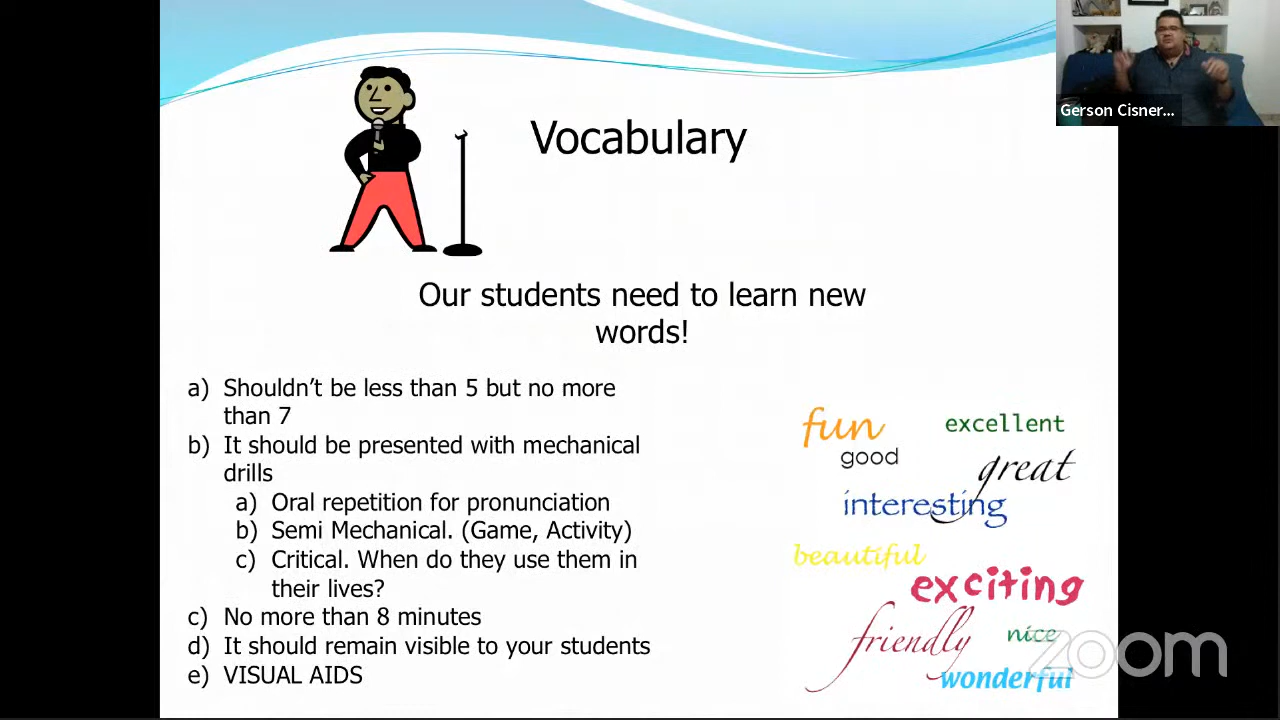 Gerson Cisner...
Vocabulary
Our students need to learn new
words!
a) Shouldn't be less than 5 but no more
than 7
b) It should be presented with mechanical
drills
a) Oral repetition for pronunciation
b) Semi Mechanical. (Game, Activity)
c) Critical. When do they use them in
their lives?
c) No more than 8 minutes
d) It should remain visible to your students
e) VISUAL AIDS
fun
excellent
good
great
interesting
beautiful
exciting
friendly
nice
wonderful
zoom